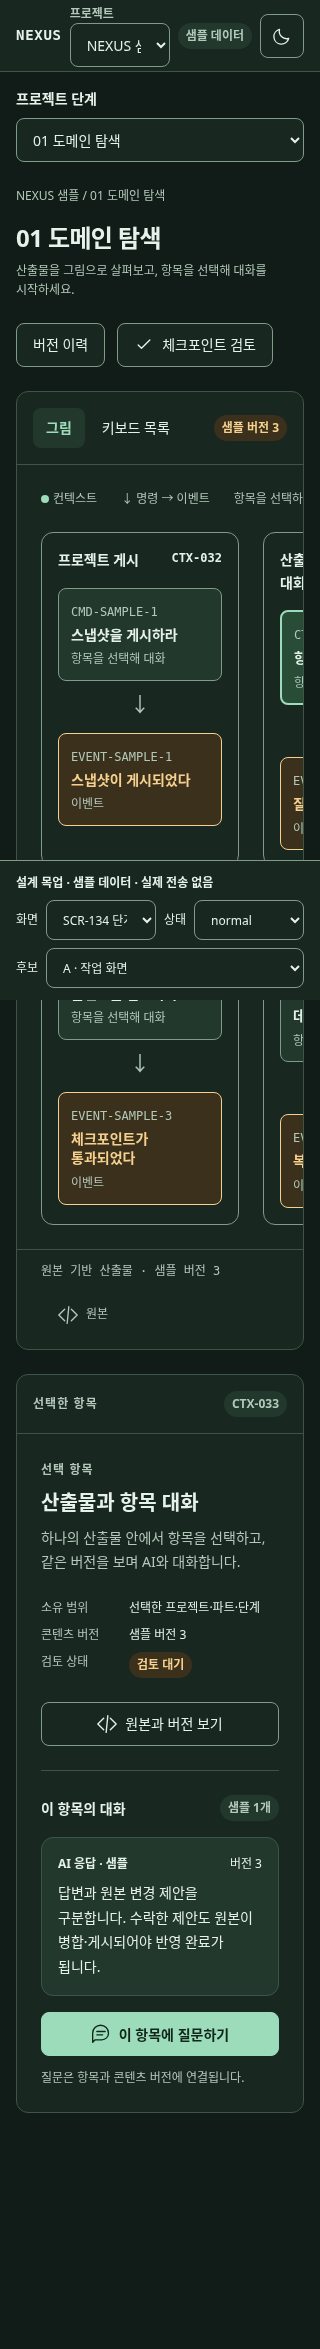 프로젝트
NEXUS
NEXUS
샘플 데이터
프로젝트 단계
01 도메인 탐색
NEXUS 샘플 / 01 도메인 탐색
01 도메인 탐색
산출물을 그림으로 살펴보고, 항목을 선택해 대화를
시작하세요.
버전 이력
체크포인트 검토
그림
키보드 목록
샘플 버전 3
컨텍스트
↓ 명령 → 이벤트
항목을 선택하
프로젝트 게시
CTX-032
CMD-SAMPLE-1
스냅샷을 게시하라
항목을 선택해 대화
↓
EVENT-SAMPLE-1
스냅샷이 게시되었다
이벤트
대화
설계 목업 · 샘플 데이터 · 실제 전송 없음
화면
SCR-134
상태
normal
후보
A · 작업 화면
항목을 선택해 대화
↓
EVENT-SAMPLE-3
체크포인트가
통과되었다
이벤트
원본 기반 산출물 · 샘플 버전 3
원본
선택한 항목
CTX-033
선택 항목
산출물과 항목 대화
하나의 산출물 안에서 항목을 선택하고,
같은 버전을 보며 AI와 대화합니다.
소유 범위
선택한 프로젝트·파트·단계
콘텐츠 버전
샘플 버전 3
검토 상태
검토 대기
원본과 버전 보기
이 항목의 대화
샘플 1개
AI 응답 · 샘플
버전 3
답변과 원본 변경 제안을
구분합니다. 수락한 제안도 원본이
병합·게시되어야 반영 완료가
됩니다.
이 항목에 질문하기
질문은 항목과 콘텐츠 버전에 연결됩니다.